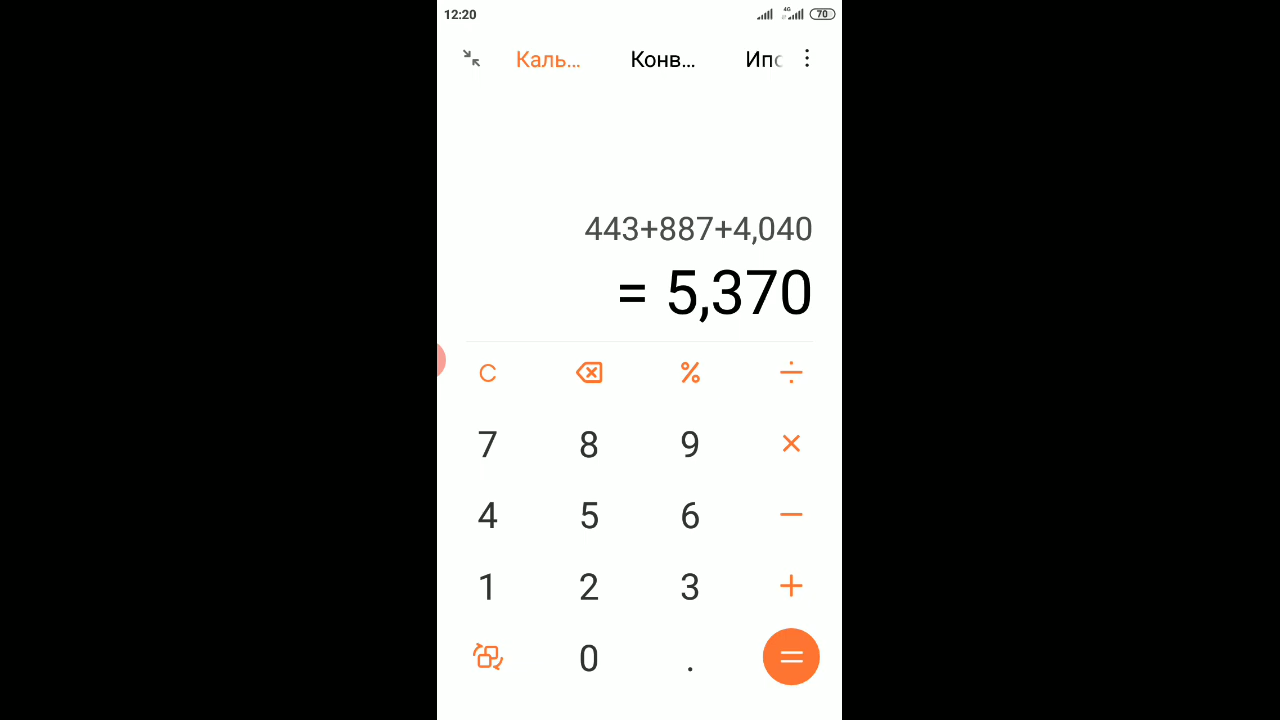 12:20 4G 70
Каль... Конв... Ипо
443+887+4,040
= 5,370
C % ÷
7 8 9 ×
4 5 6 −
1 2 3 +
0 . =